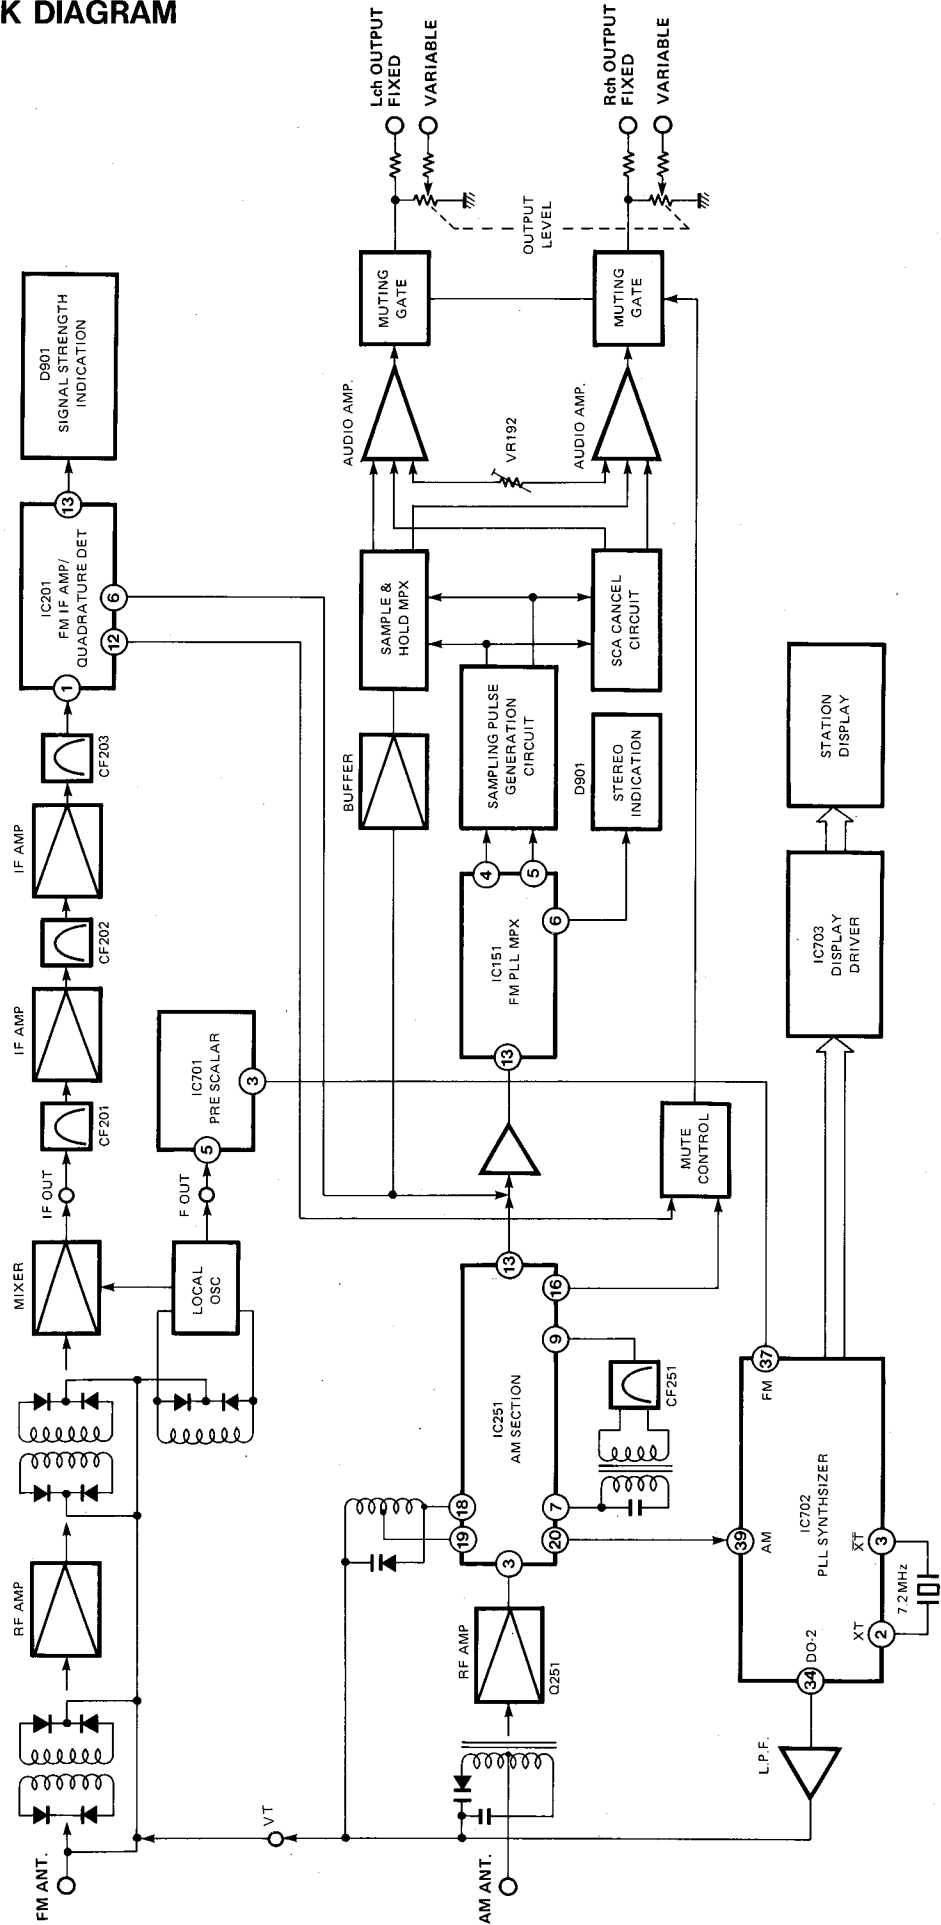 K DIAGRAM
Lch OUTPUT
FIXED
VARIABLE
Rch OUTPUT
FIXED
VARIABLE
OUTPUT
LEVEL
MUTING
GATE
MUTING
GATE
D901
SIGNAL STRENGTH
INDICATION
AUDIO AMP.
AUDIO AMP.
VR192
13
IC201
FM IF AMP/
QUADRATURE DET
6
12
1
SAMPLE &
HOLD MPX
SCA CANCEL
CIRCUIT
CF203
BUFFER
SAMPLING PULSE
GENERATION
CIRCUIT
D901
STEREO
INDICATION
STATION
DISPLAY
IF AMP
CF202
IF AMP
CF201
4
5
6
IC151
FM PLL MPX
13
IC703
DISPLAY
DRIVER
IC701
PRE SCALAR
3
5
IF OUT
F OUT
MUTE
CONTROL
MIXER
LOCAL
OSC
13
16
9
IC251
AM SECTION
CF251
18
19
7
20
3
37
FM
39
AM
IC702
PLL SYNTHSIZER
XT
3
7.2MHz
XT
2
DO-2
34
RF AMP
RF AMP
Q251
L.P.F.
VT
FM ANT.
AM ANT.